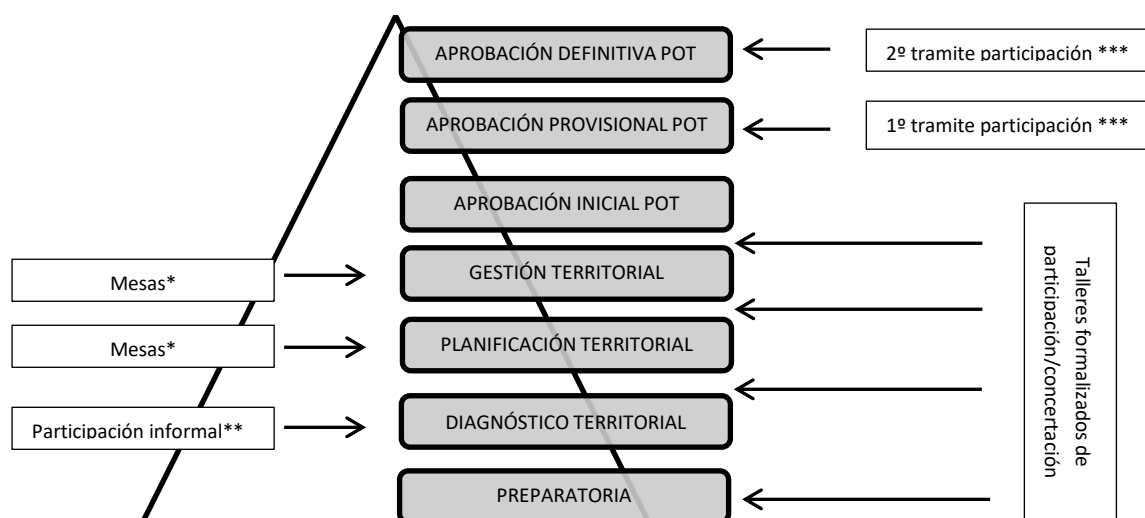 APROBACIÓN DEFINITIVA POT
2º tramite participación ***
APROBACIÓN PROVISIONAL POT
1º tramite participación ***
APROBACIÓN INICIAL POT
GESTIÓN TERRITORIAL
Mesas*
PLANIFICACIÓN TERRITORIAL
Mesas*
DIAGNÓSTICO TERRITORIAL
Participación informal**
PREPARATORIA
Talleres formalizados de
participación/concertación